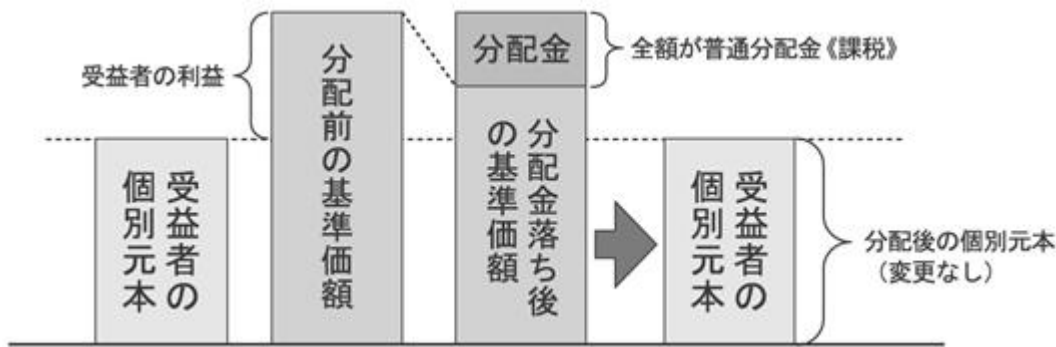 受益者の利益
受益者の
個別元本
分配前の基準価額
分配金
全額が普通分配金《課税》
分配金落ち後
の基準価額
受益者の
個別元本
分配後の個別元本
（変更なし）